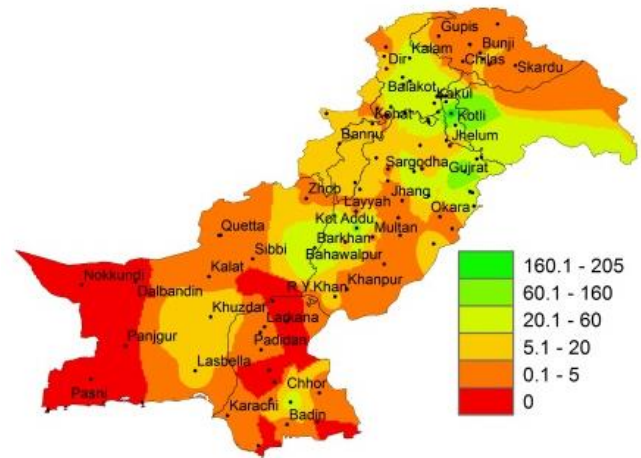 Gupis
Kalam
Bunji
Dir
Chilas
Skardu
Balakot
Kakul
Kohat
Kotli
Bannu
Jhelum
Sargodha
Gujrat
Zhob
Layyah
Jhang
Okara
Kot Addu
Quetta
Multan
Barkhan
Sibbi
Bahawalpur
Kalat
Nokkundi
Khanpur
Dalbandin
R.Y.Khan
Khuzdar
Larkana
Panjgur
Padidan
Lasbella
Pasni
Chhor
Karachi
Badin
160.1 - 205
60.1 - 160
20.1 - 60
5.1 - 20
0.1 - 5
0